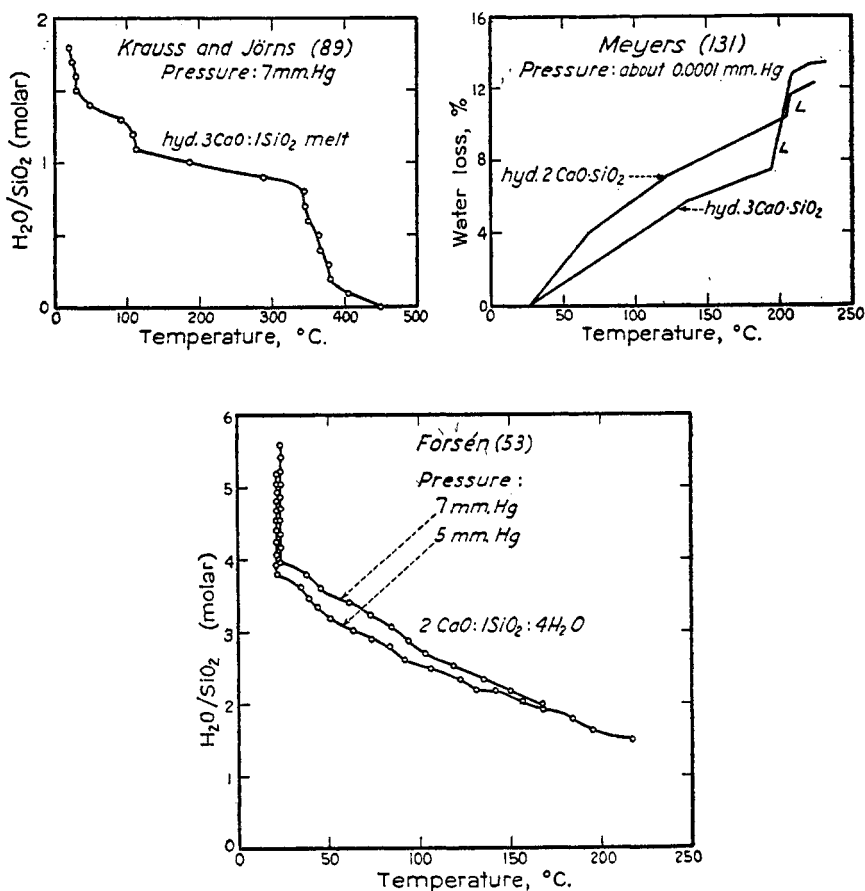 Krauss and Jörns (89)
Pressure: 7mm.Hg
hyd. 3CaO:1SiO₂ melt
H₂O/SiO₂ (molar)
2
1
0
0 100 200 300 400 500
Temperature, °C.
Meyers (131)
Pressure: about 0.0001 mm.Hg
hyd. 2CaO·SiO₂
hyd. 3CaO·SiO₂
L
L
Water loss, %
16
12
8
4
0
0 50 100 150 200 250
Temperature, °C.
Forsén (53)
Pressure:
7mm.Hg
5mm.Hg
2CaO:1SiO₂:4H₂O
H₂O/SiO₂ (molar)
6
5
4
3
2
1
0
0 50 100 150 200 250
Temperature, °C.